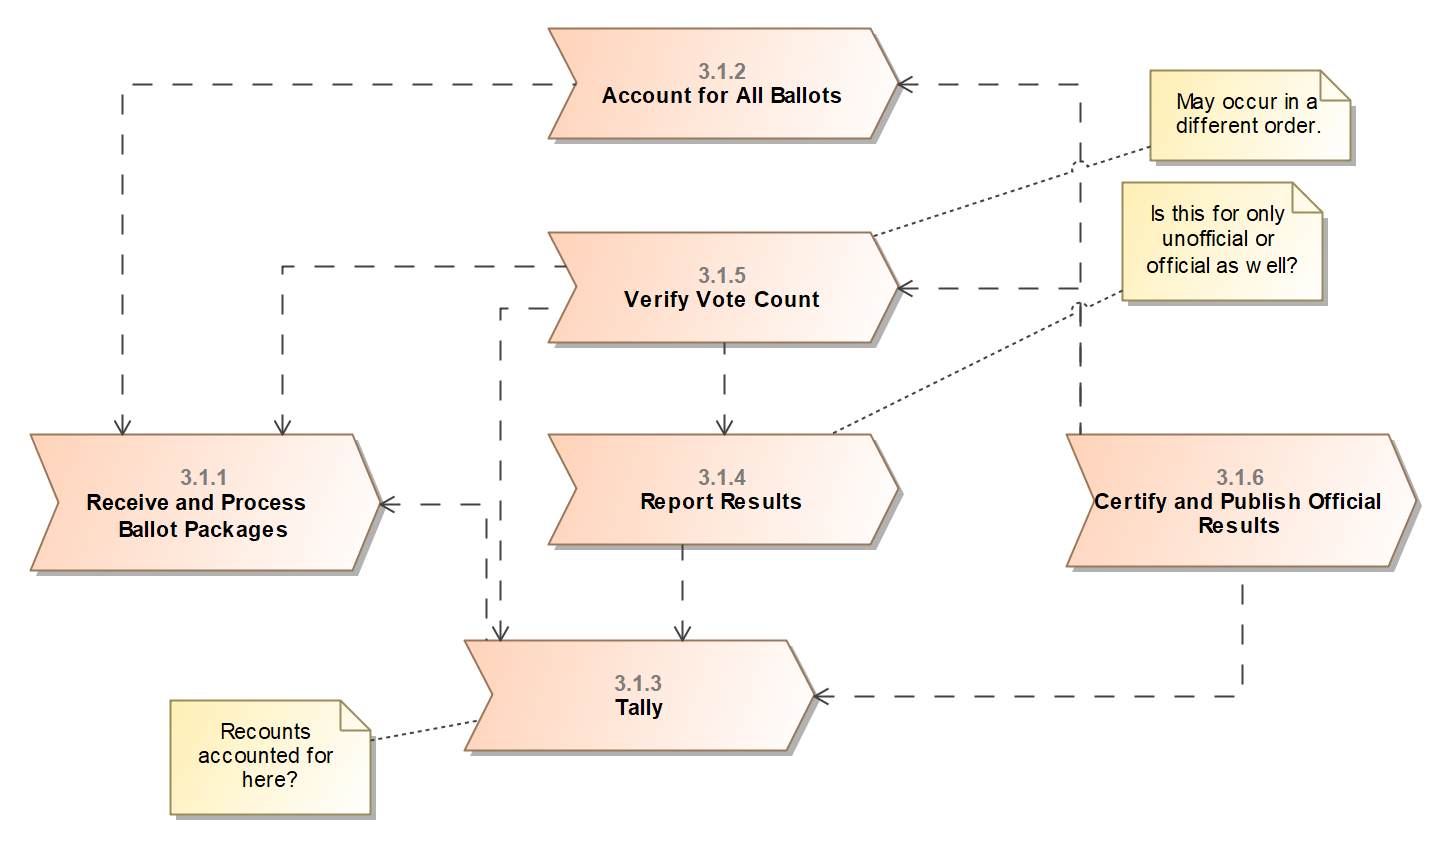 3.1.2
Account for All Ballots
May occur in a
different order.
Is this for only
unofficial or
official as well?
3.1.5
Verify Vote Count
3.1.1
Receive and Process
Ballot Packages
3.1.4
Report Results
3.1.6
Certify and Publish Official
Results
3.1.3
Tally
Recounts
accounted for
here?